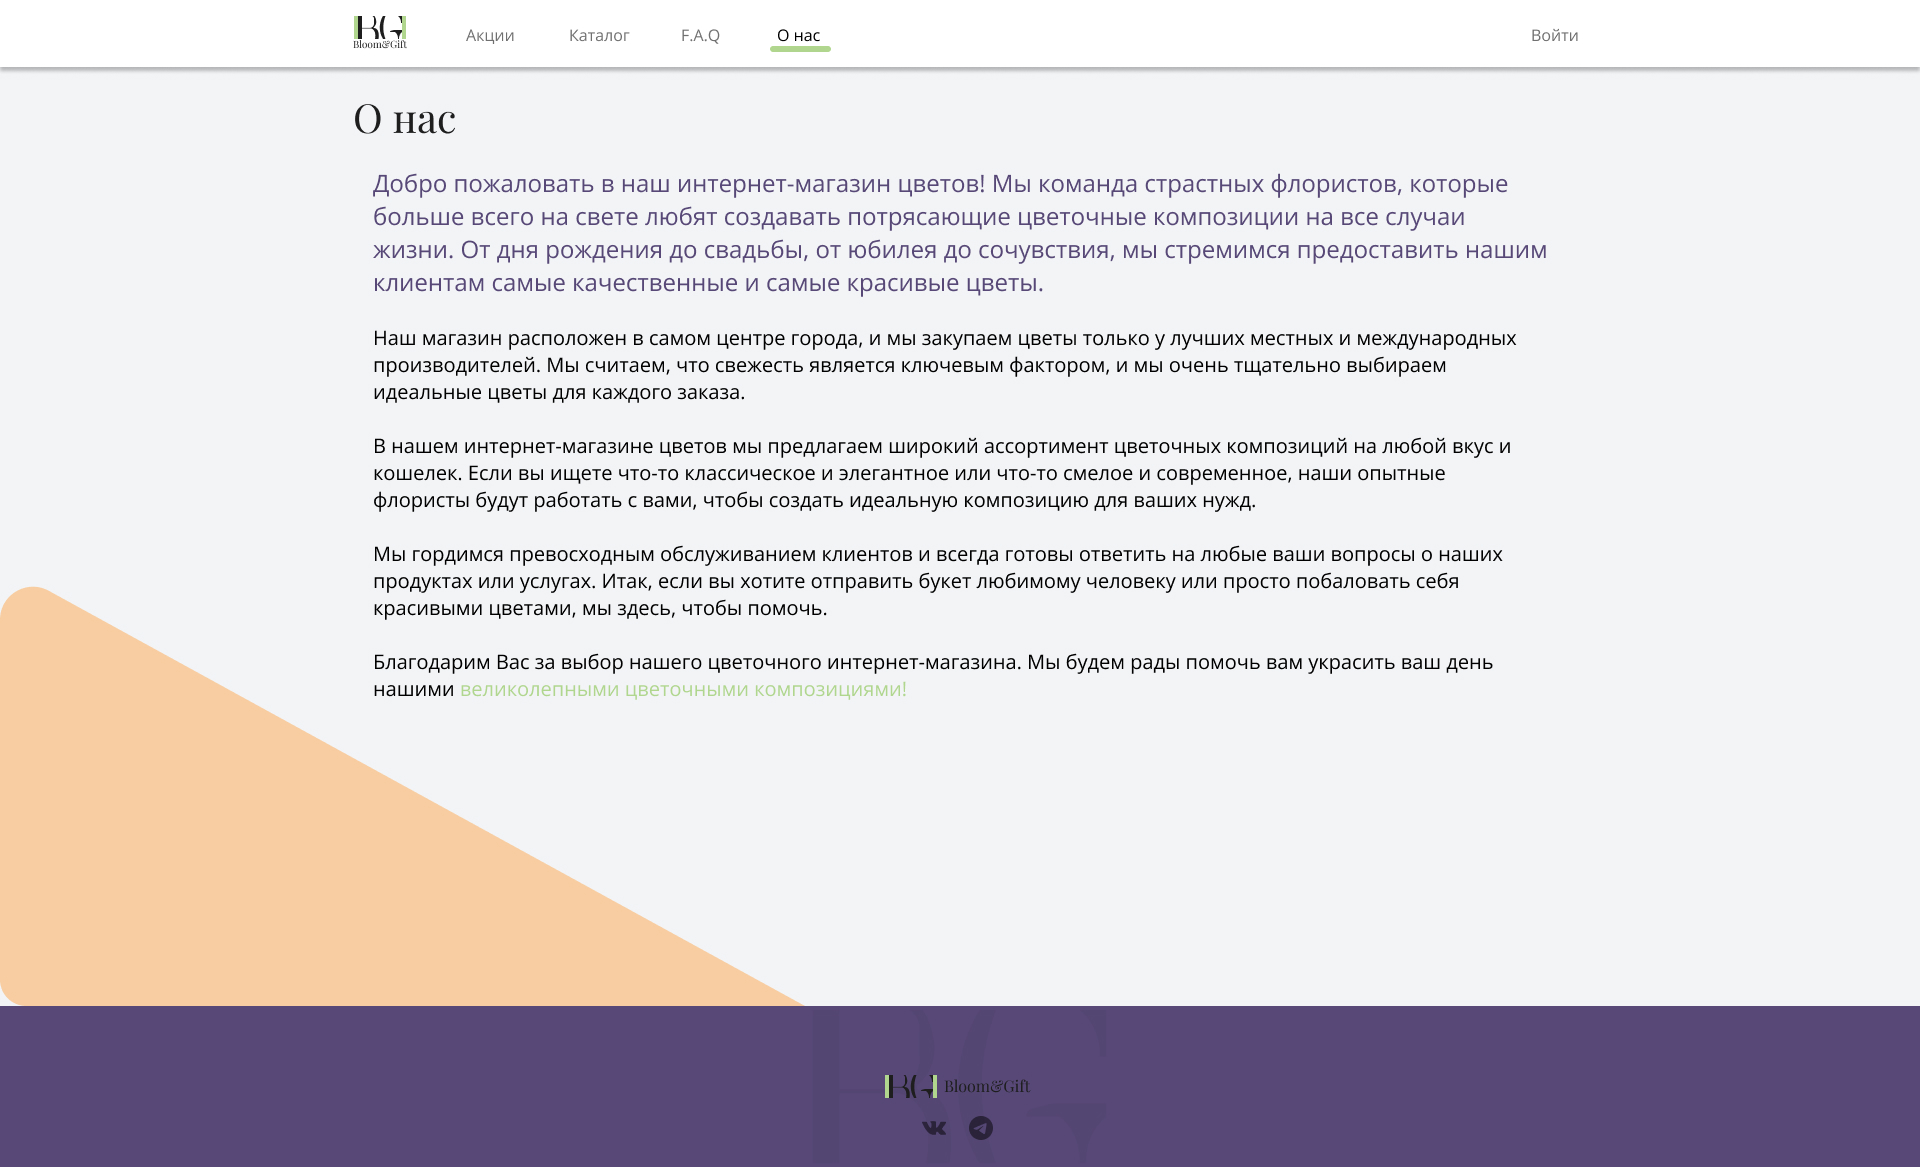 BG
Bloom&Gift
Акции
Каталог
F.A.Q
О нас
Войти
О нас
Добро пожаловать в наш интернет-магазин цветов! Мы команда страстных флористов, которые
больше всего на свете любят создавать потрясающие цветочные композиции на все случаи
жизни. От дня рождения до свадьбы, от юбилея до сочувствия, мы стремимся предоставить нашим
клиентам самые качественные и самые красивые цветы.
Наш магазин расположен в самом центре города, и мы закупаем цветы только у лучших местных и международных
производителей. Мы считаем, что свежесть является ключевым фактором, и мы очень тщательно выбираем
идеальные цветы для каждого заказа.
В нашем интернет-магазине цветов мы предлагаем широкий ассортимент цветочных композиций на любой вкус и
кошелек. Если вы ищете что-то классическое и элегантное или что-то смелое и современное, наши опытные
флористы будут работать с вами, чтобы создать идеальную композицию для ваших нужд.
Мы гордимся превосходным обслуживанием клиентов и всегда готовы ответить на любые ваши вопросы о наших
продуктах или услугах. Итак, если вы хотите отправить букет любимому человеку или просто побаловать себя
красивыми цветами, мы здесь, чтобы помочь.
Благодарим Вас за выбор нашего цветочного интернет-магазина. Мы будем рады помочь вам украсить ваш день
нашими великолепными цветочными композициями!
BG
BG Bloom&Gift